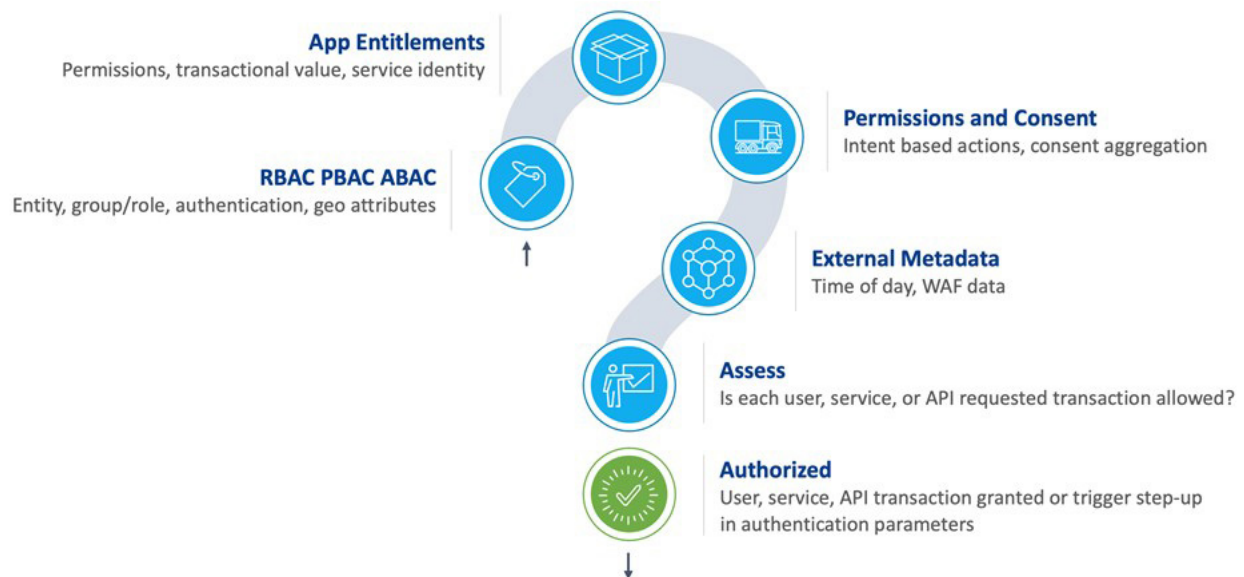 App Entitlements
Permissions, transactional value, service identity
Permissions and Consent
Intent based actions, consent aggregation
RBAC PBAC ABAC
Entity, group/role, authentication, geo attributes
External Metadata
Time of day, WAF data
Assess
Is each user, service, or API requested transaction allowed?
Authorized
User, service, API transaction granted or trigger step-up
in authentication parameters